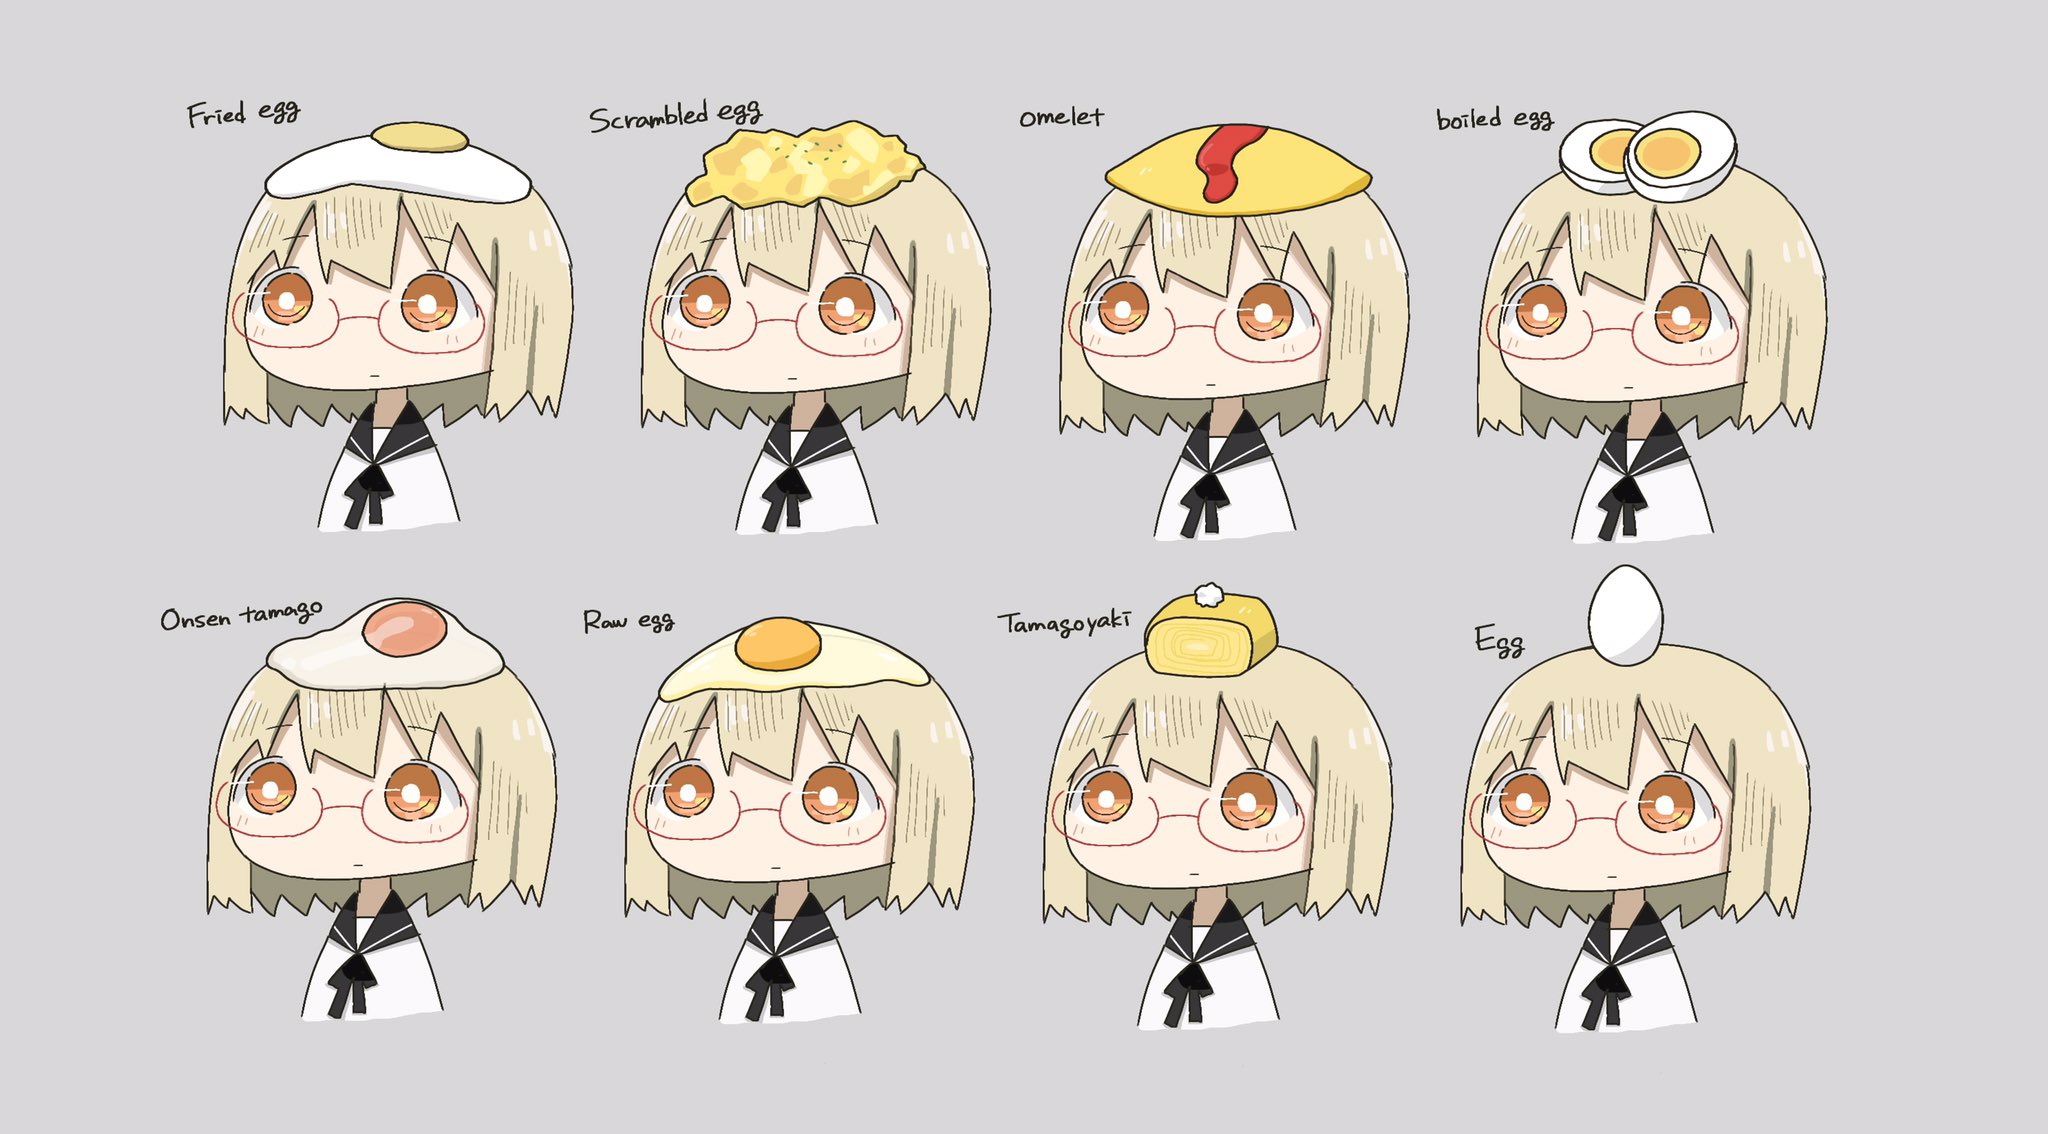 Fried egg
Scrambled egg
omelet
boiled egg
Onsen tamago
Raw egg
Tamagoyaki
Egg